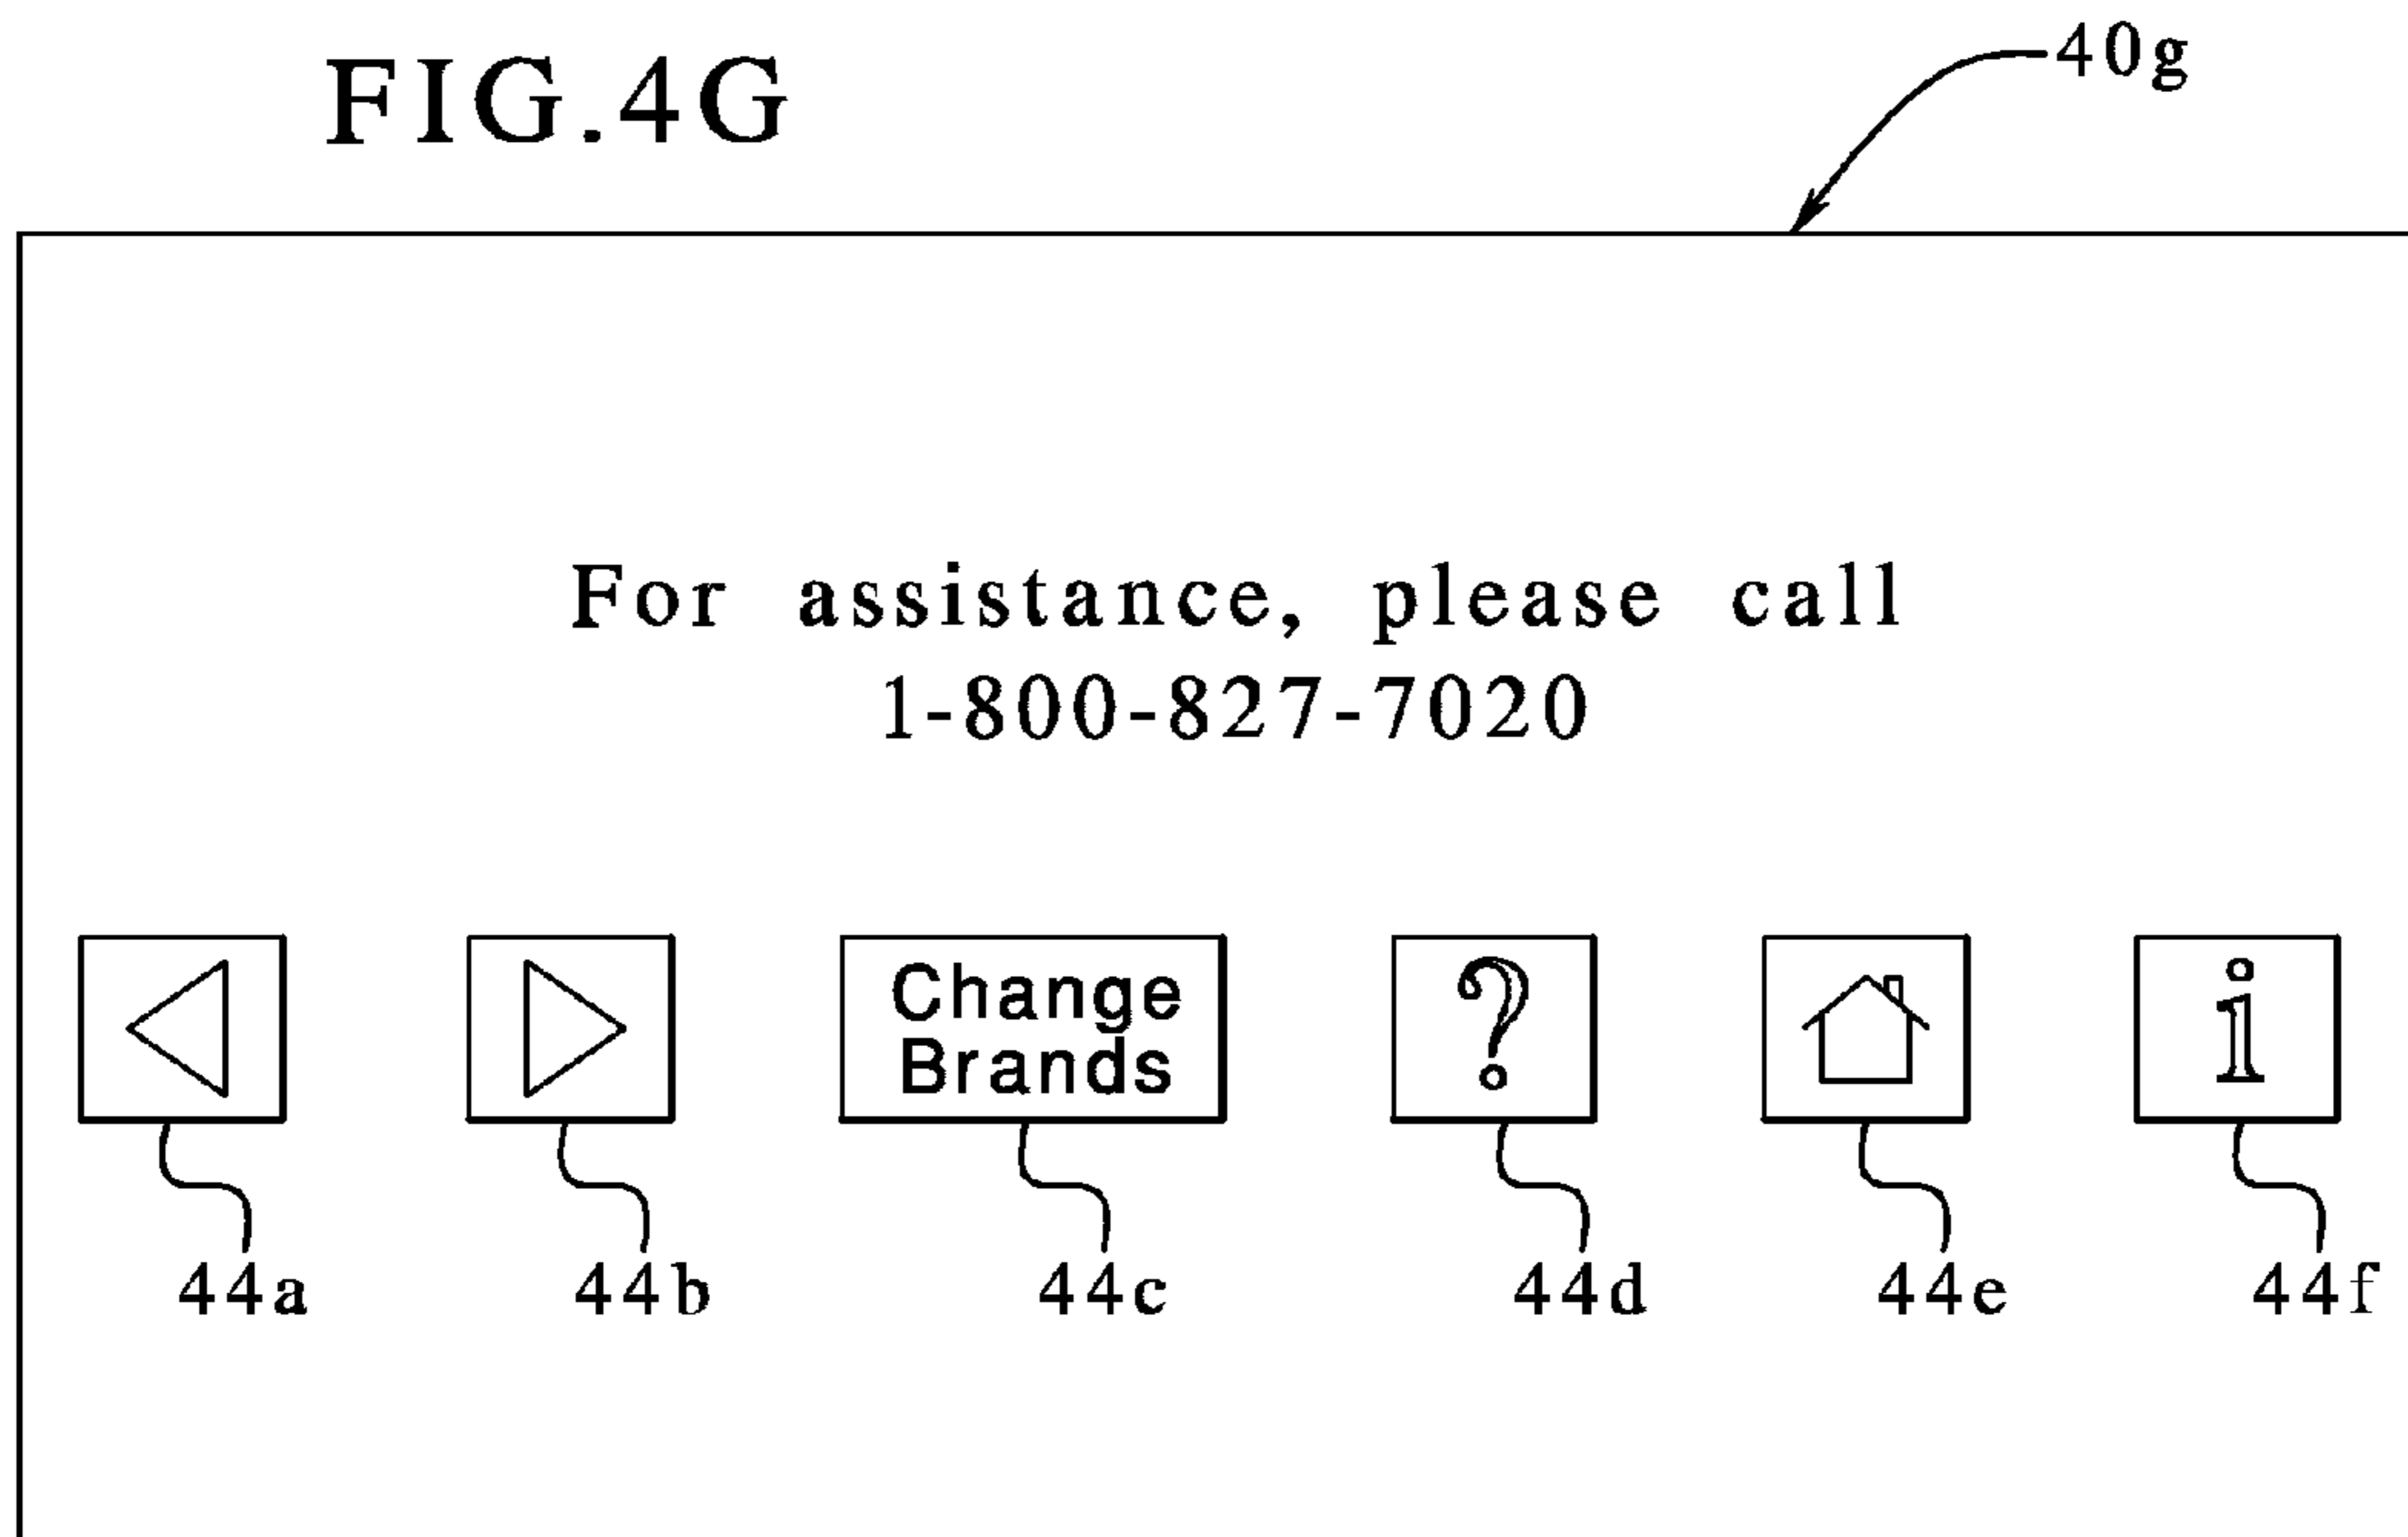 FIG.4G
40g
For assistance, please call
1-800-827-7020
Change
Brands
?
i
44a 44b 44c 44d 44e 44f